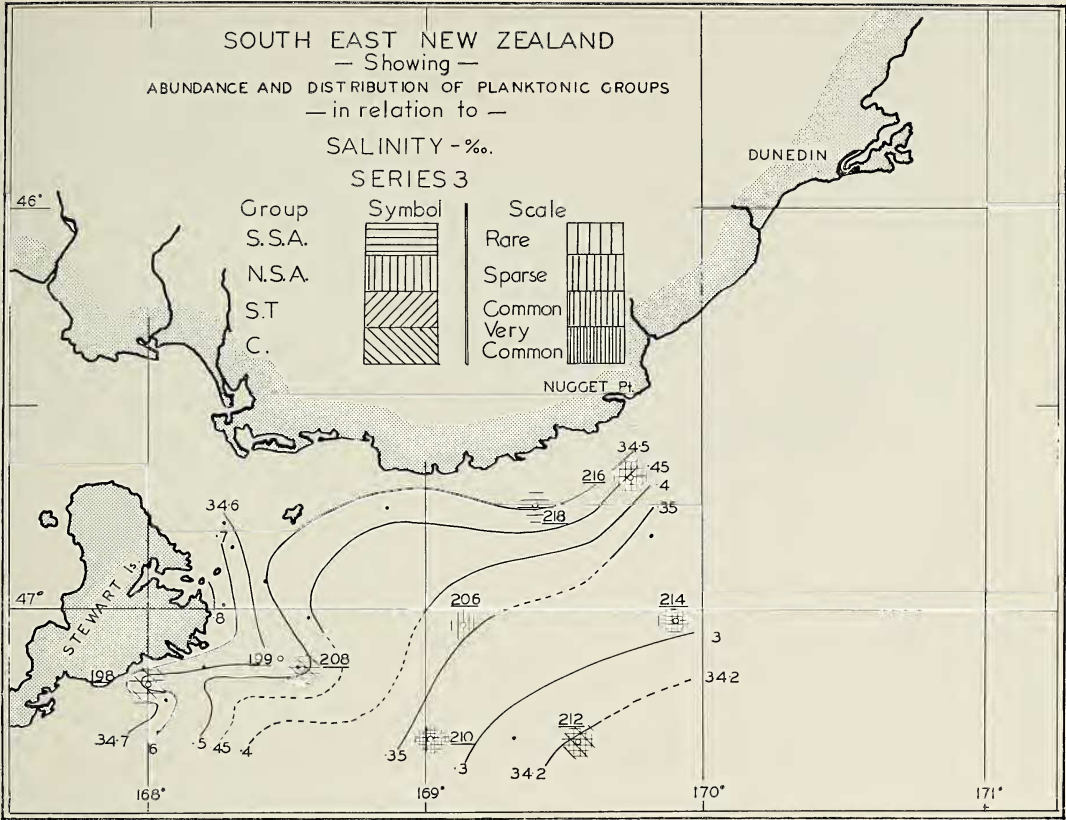 SOUTH EAST NEW ZEALAND
— Showing —
ABUNDANCE AND DISTRIBUTION OF PLANKTONIC GROUPS
— in relation to —
SALINITY - ‰.
SERIES 3
Group Symbol Scale
S.S.A. Rare
N.S.A. Sparse
S.T Common
C. Very Common
DUNEDIN
46°
NUGGET Pt.
34·5
·45
216
·4
·35
218
34·6
·7
47°
STEWART Is.
8
206
214
·3
199
208
198
34·2
212
210
34·7
·6
·5
45
·4
·35
·3
34·2
168°
169°
170°
171°